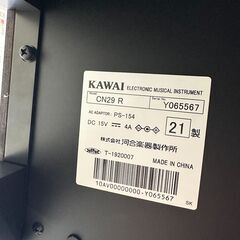 KAWAI ELECTRONIC MUSICAL INSTRUMENT
CN29 R Y065567
AC ADAPTOR : PS-154
DC 15V 4A
21 製
株式会社 河合楽器製作所
T-1920007
MADE IN CHINA
10AV00000000-Y065567
SK